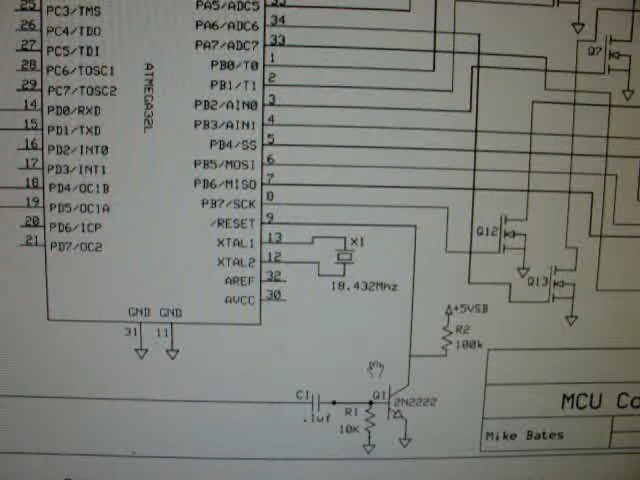 25 PC3/TMS PA5/ADC5 35
26 PC4/TDO PA6/ADC6 34
27 PC5/TDI PA7/ADC7 33
28 PC6/TOSC1 PB0/T0 1
29 PC7/TOSC2 PB1/T1 2
14 PD0/RXD PB2/AIN0 3
15 PD1/TXD PB3/AIN1 4
16 PD2/INT0 PB4/SS 5
17 PD3/INT1 PB5/MOSI 6
18 PD4/OC1B PB6/MISO 7
19 PD5/OC1A PB7/SCK 8
20 PD6/ICP /RESET 9
21 PD7/OC2 XTAL1 13
XTAL2 12
AREF 32
AVCC 30
ATMEGA32L
GND GND
31 11
X1
18.432Mhz
Q7
Q12
Q13
+5VSB
R2
100k
C1
.1uf
R1
10K
Q1
2N2222
MCU Co
Mike Bates